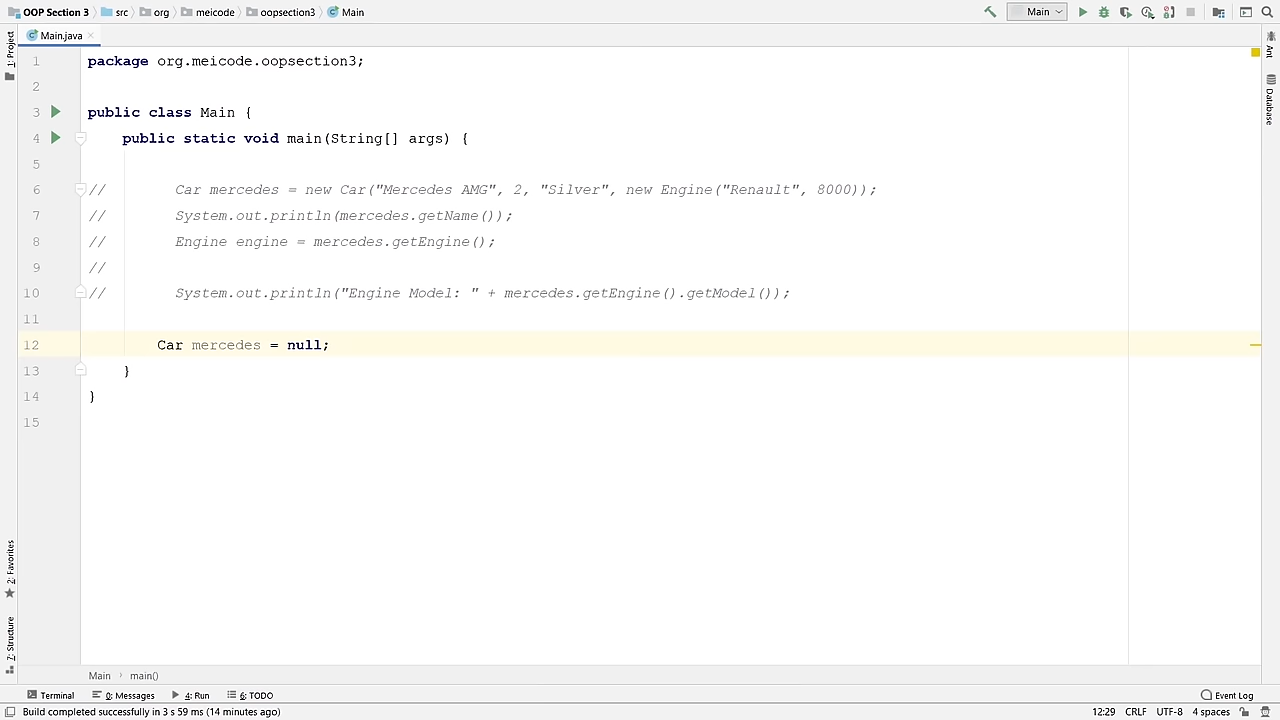 OOP Section 3 src org meicode oopsection3 Main Main
Main.java
1: Project
Ant
Database
1 package org.meicode.oopsection3;
2
3 public class Main {
4 public static void main(String[] args) {
5
6 // Car mercedes = new Car("Mercedes AMG", 2, "Silver", new Engine("Renault", 8000));
7 // System.out.println(mercedes.getName());
8 // Engine engine = mercedes.getEngine();
9 //
10 // System.out.println("Engine Model: " + mercedes.getEngine().getModel());
11
12 Car mercedes = null;
13 }
14 }
15
2: Favorites
7: Structure
Main main()
Terminal 0: Messages 4: Run 6: TODO Event Log
Build completed successfully in 3 s 59 ms (14 minutes ago) 12:29 CRLF UTF-8 4 spaces